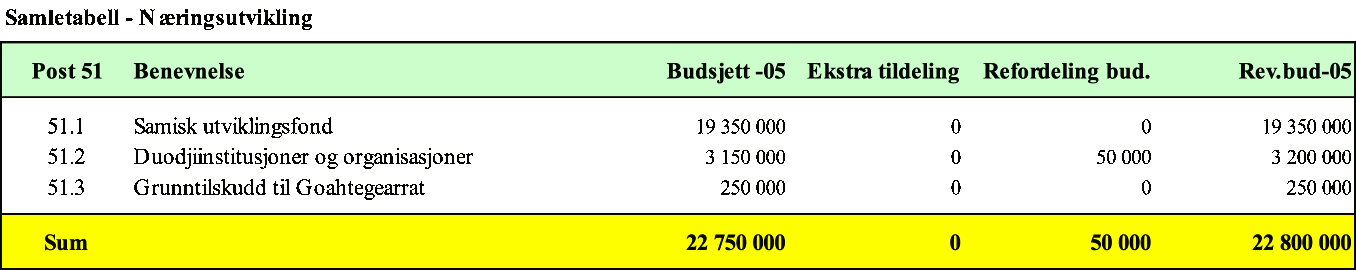 Samletabell - Næringsutvikling
Post 51 Benevnelse Budsjett -05 Ekstra tildeling Refordeling bud. Rev.bud-05
51.1 Samisk utviklingsfond 19 350 000 0 0 19 350 000
51.2 Duodjiinstitusjoner og organisasjoner 3 150 000 0 50 000 3 200 000
51.3 Grunntilskudd til Goahtegearrat 250 000 0 0 250 000
Sum 22 750 000 0 50 000 22 800 000